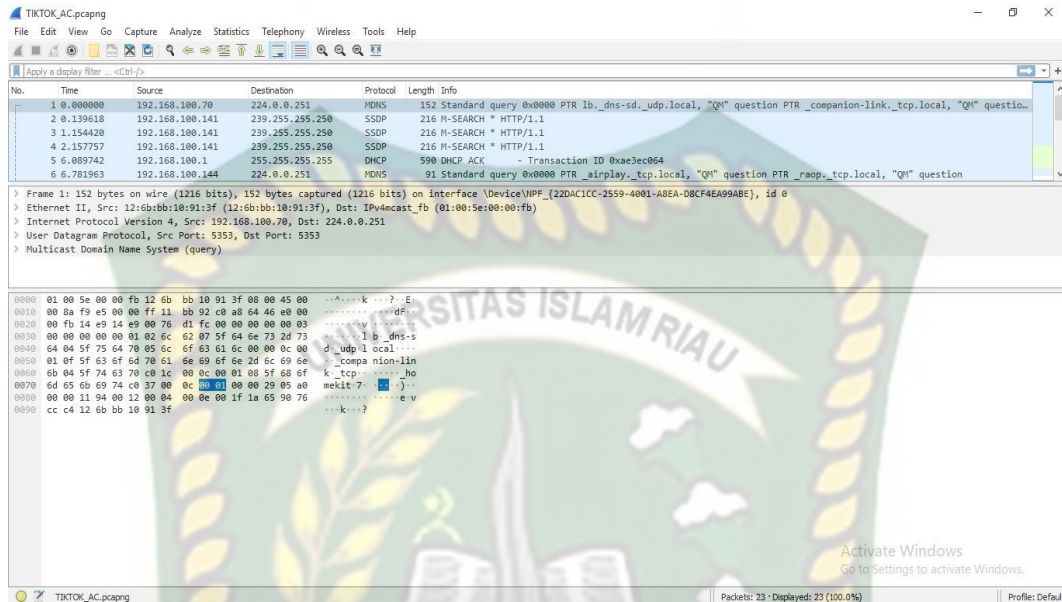 TIKTOK_AC.pcapng
File Edit View Go Capture Analyze Statistics Telephony Wireless Tools Help
Apply a display filter ... <Ctrl-/>
No. Time Source Destination Protocol Length Info
1 0.000000 192.168.100.70 224.0.0.251 MDNS 152 Standard query 0x0000 PTR lb._dns-sd._udp.local, "QM" question PTR _companion-link._tcp.local, "QM" questio...
2 0.139618 192.168.100.141 239.255.255.250 SSDP 216 M-SEARCH * HTTP/1.1
3 1.154420 192.168.100.141 239.255.255.250 SSDP 216 M-SEARCH * HTTP/1.1
4 2.157757 192.168.100.141 239.255.255.250 SSDP 216 M-SEARCH * HTTP/1.1
5 6.089742 192.168.100.1 255.255.255.255 DHCP 590 DHCP ACK - Transaction ID 0xae3ec064
6 6.781963 192.168.100.144 224.0.0.251 MDNS 91 Standard query 0x0000 PTR _airplay._tcp.local, "QM" question PTR _raop._tcp.local, "QM" question
> Frame 1: 152 bytes on wire (1216 bits), 152 bytes captured (1216 bits) on interface \Device\NPF_{22DAC1CC-2559-4001-A8EA-D8CF4EA99ABE}, id 0
> Ethernet II, Src: 12:6b:bb:10:91:3f (12:6b:bb:10:91:3f), Dst: IPv4mcast_fb (01:00:5e:00:00:fb)
> Internet Protocol Version 4, Src: 192.168.100.70, Dst: 224.0.0.251
> User Datagram Protocol, Src Port: 5353, Dst Port: 5353
> Multicast Domain Name System (query)
0000 01 00 5e 00 00 fb 12 6b bb 10 91 3f 08 00 45 00 ··^····k ···?··E·
0010 00 8a f9 e5 00 00 ff 11 bb 92 c0 a8 64 46 e0 00 ········ ····dF··
0020 00 fb 14 e9 14 e9 00 76 d1 fc 00 00 00 00 00 03 ·······v ········
0030 00 00 00 00 00 01 02 6c 62 07 5f 64 6e 73 2d 73 ·······l b·_dns-s
0040 64 04 5f 75 64 70 05 6c 6f 63 61 6c 00 00 0c 00 d·_udp·l ocal····
0050 01 0f 5f 63 6f 6d 70 61 6e 69 6f 6e 2d 6c 69 6e ··_compa nion-lin
0060 6b 04 5f 74 63 70 c0 1c 00 0c 00 01 08 5f 68 6f k·_tcp·· ·····_ho
0070 6d 65 6b 69 74 c0 37 00 0c 00 01 00 00 29 05 a0 mekit·7· ·····)··
0080 00 00 11 94 00 12 00 04 00 0e 00 1f 1a 65 90 76 ········ ·····e·v
0090 cc c4 12 6b bb 10 91 3f ···k···?
UNIVERSITAS ISLAM RIAU
Activate Windows
Go to Settings to activate Windows.
TIKTOK_AC.pcapng Packets: 23 · Displayed: 23 (100.0%) Profile: Defaul